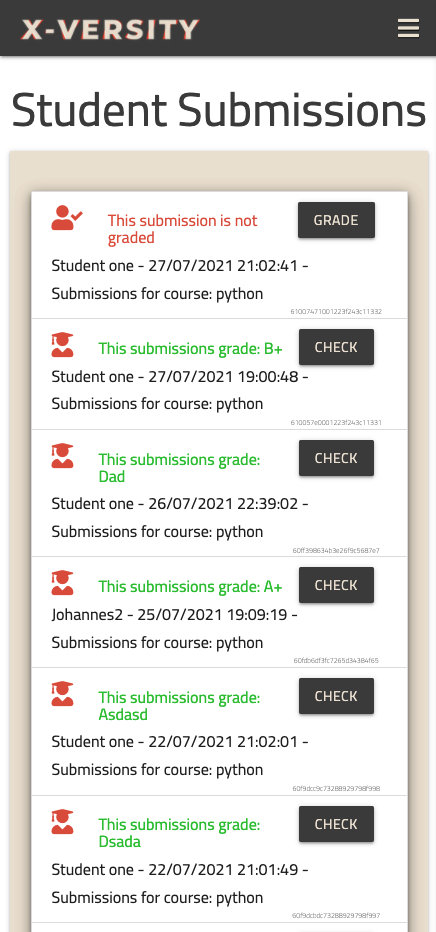 X-VERSITY
Student Submissions
This submission is not
graded
GRADE
Student one - 27/07/2021 21:02:41 -
Submissions for course: python
61007471001223f243c11332
This submissions grade: B+
CHECK
Student one - 27/07/2021 19:00:48 -
Submissions for course: python
610057e0001223f243c11331
This submissions grade:
Dad
CHECK
Student one - 26/07/2021 22:39:02 -
Submissions for course: python
60ff398634b3e26f9c5687e7
This submissions grade: A+
CHECK
Johannes2 - 25/07/2021 19:09:19 -
Submissions for course: python
60fdb6df3fc7265d34384f65
This submissions grade:
Asdasd
CHECK
Student one - 22/07/2021 21:02:01 -
Submissions for course: python
60f9dcc9c73288929798f998
This submissions grade:
Dsada
CHECK
Student one - 22/07/2021 21:01:49 -
Submissions for course: python
60f9dcbdc73288929798f997